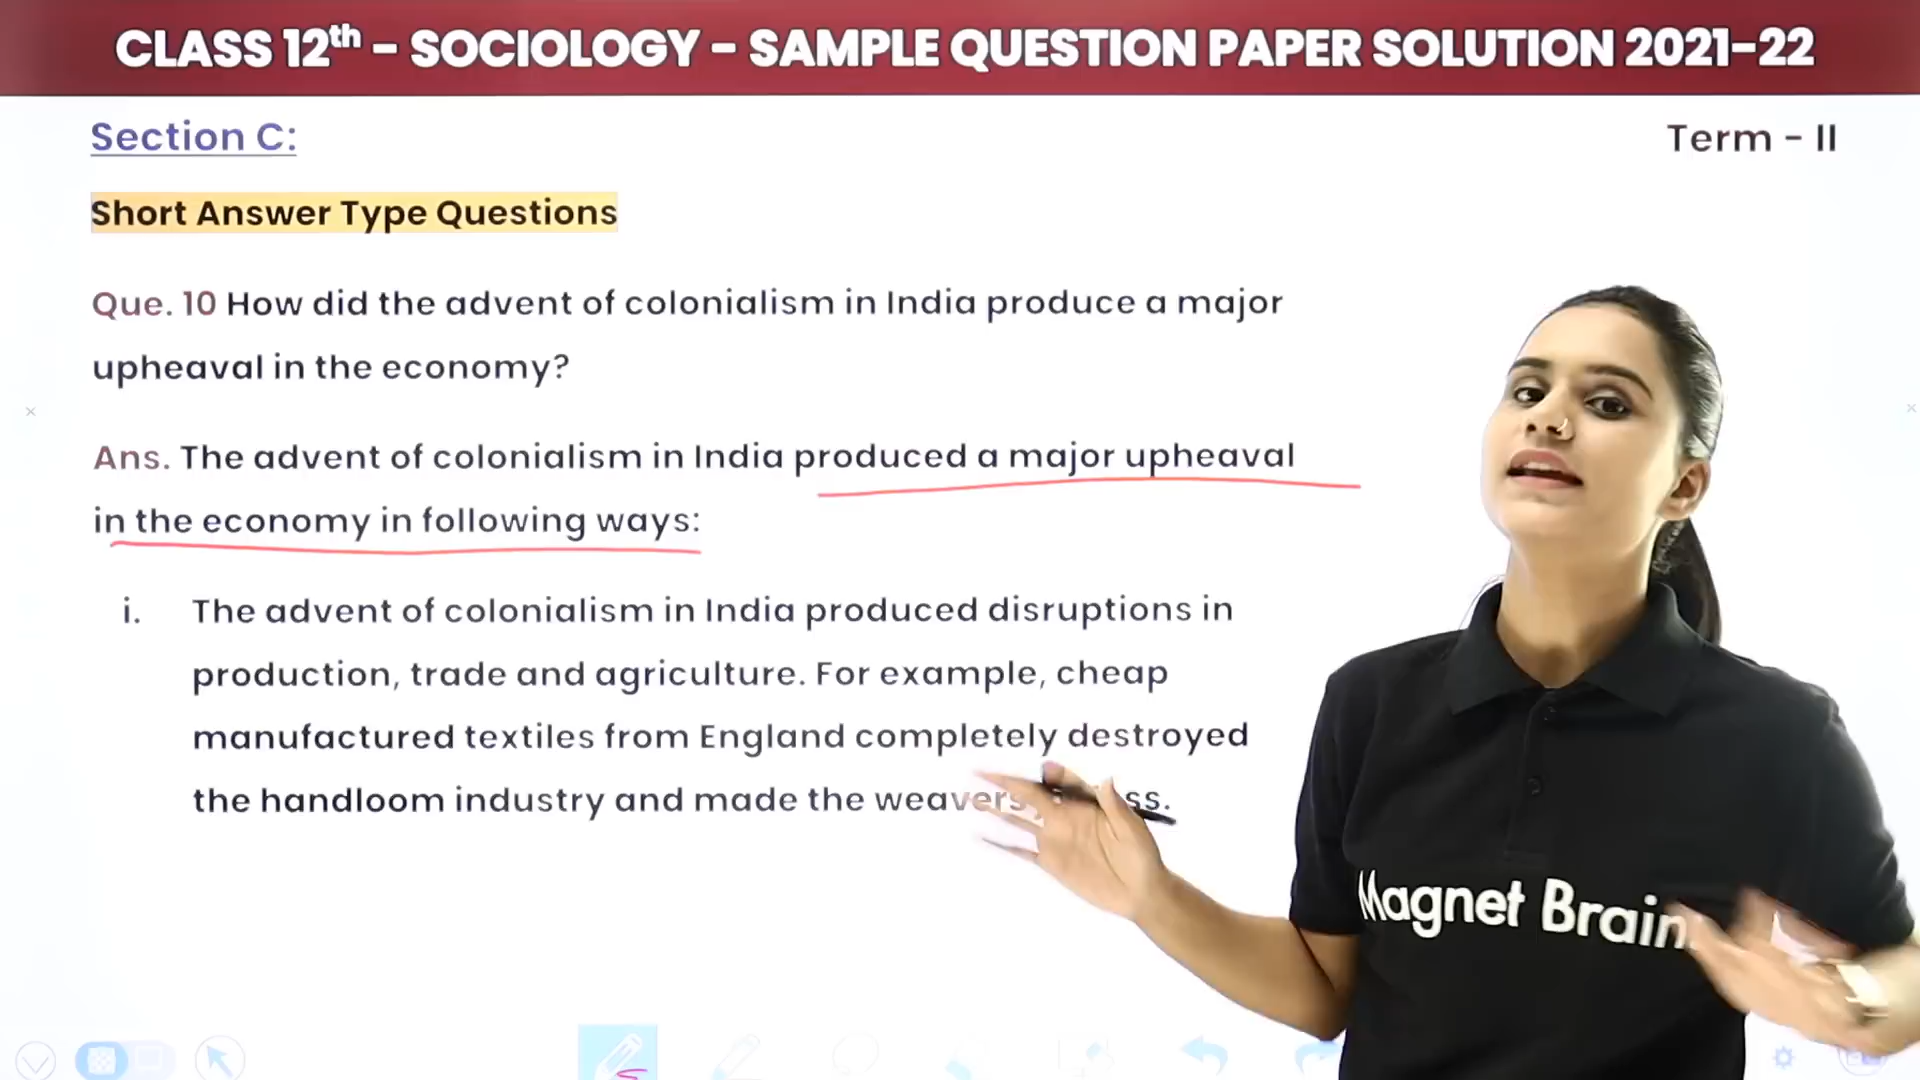 CLASS 12th - SOCIOLOGY - SAMPLE QUESTION PAPER SOLUTION 2021-22
Section C:
Term - II
Short Answer Type Questions
Que. 10 How did the advent of colonialism in India produce a major
upheaval in the economy?
Ans. The advent of colonialism in India produced a major upheaval
in the economy in following ways:
i. The advent of colonialism in India produced disruptions in
production, trade and agriculture. For example, cheap
manufactured textiles from England completely destroyed
the handloom industry and made the weavers
Magnet Brain